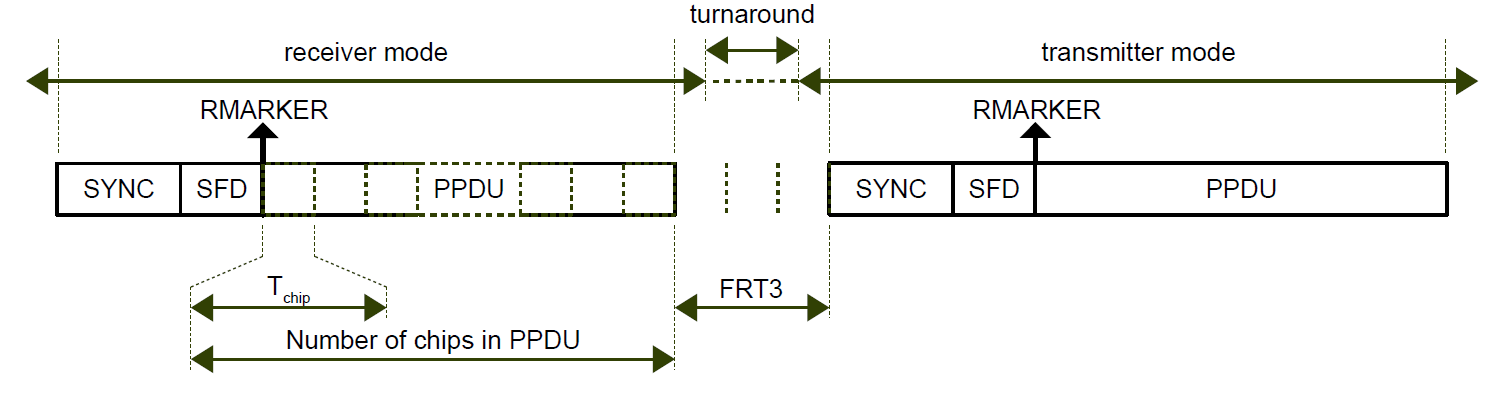 turnaround
receiver mode
transmitter mode
RMARKER
RMARKER
SYNC
SFD
PPDU
SYNC
SFD
PPDU
Tchip
FRT3
Number of chips in PPDU